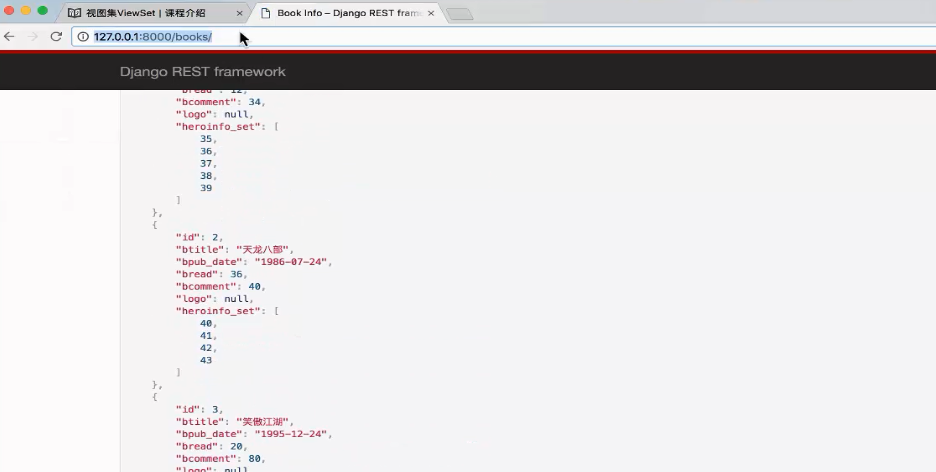 视图集ViewSet | 课程介绍
Book Info – Django REST fram
127.0.0.1:8000/books/
Django REST framework
"bread": 12,
"bcomment": 34,
"logo": null,
"heroinfo_set": [
35,
36,
37,
38,
39
]
},
{
"id": 2,
"btitle": "天龙八部",
"bpub_date": "1986-07-24",
"bread": 36,
"bcomment": 40,
"logo": null,
"heroinfo_set": [
40,
41,
42,
43
]
},
{
"id": 3,
"btitle": "笑傲江湖",
"bpub_date": "1995-12-24",
"bread": 20,
"bcomment": 80,
"logo": null